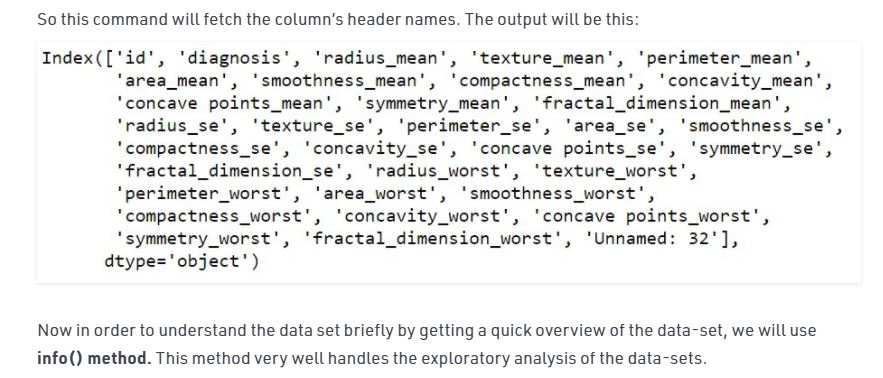 So this command will fetch the column's header names. The output will be this:
Index(['id', 'diagnosis', 'radius_mean', 'texture_mean', 'perimeter_mean',
'area_mean', 'smoothness_mean', 'compactness_mean', 'concavity_mean',
'concave points_mean', 'symmetry_mean', 'fractal_dimension_mean',
'radius_se', 'texture_se', 'perimeter_se', 'area_se', 'smoothness_se',
'compactness_se', 'concavity_se', 'concave points_se', 'symmetry_se',
'fractal_dimension_se', 'radius_worst', 'texture_worst',
'perimeter_worst', 'area_worst', 'smoothness_worst',
'compactness_worst', 'concavity_worst', 'concave points_worst',
'symmetry_worst', 'fractal_dimension_worst', 'Unnamed: 32'],
dtype='object')
Now in order to understand the data set briefly by getting a quick overview of the data-set, we will use
info() method. This method very well handles the exploratory analysis of the data-sets.